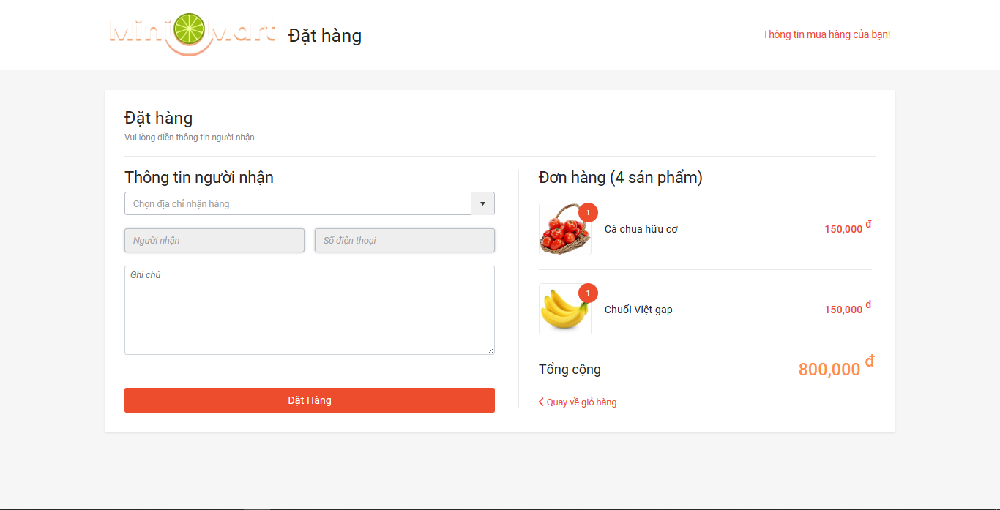 Mini Mart
Đặt hàng
Thông tin mua hàng của bạn!
Đặt hàng
Vui lòng điền thông tin người nhận
Thông tin người nhận
Chọn địa chỉ nhận hàng
Người nhận
Số điện thoại
Ghi chú
Đặt Hàng
Đơn hàng (4 sản phẩm)
1
Cà chua hữu cơ
150,000 đ
1
Chuối Việt gap
150,000 đ
Tổng cộng
800,000 đ
Quay về giỏ hàng